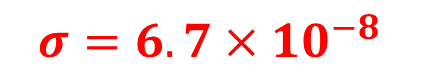 σ = 6.7 × 10⁻⁸